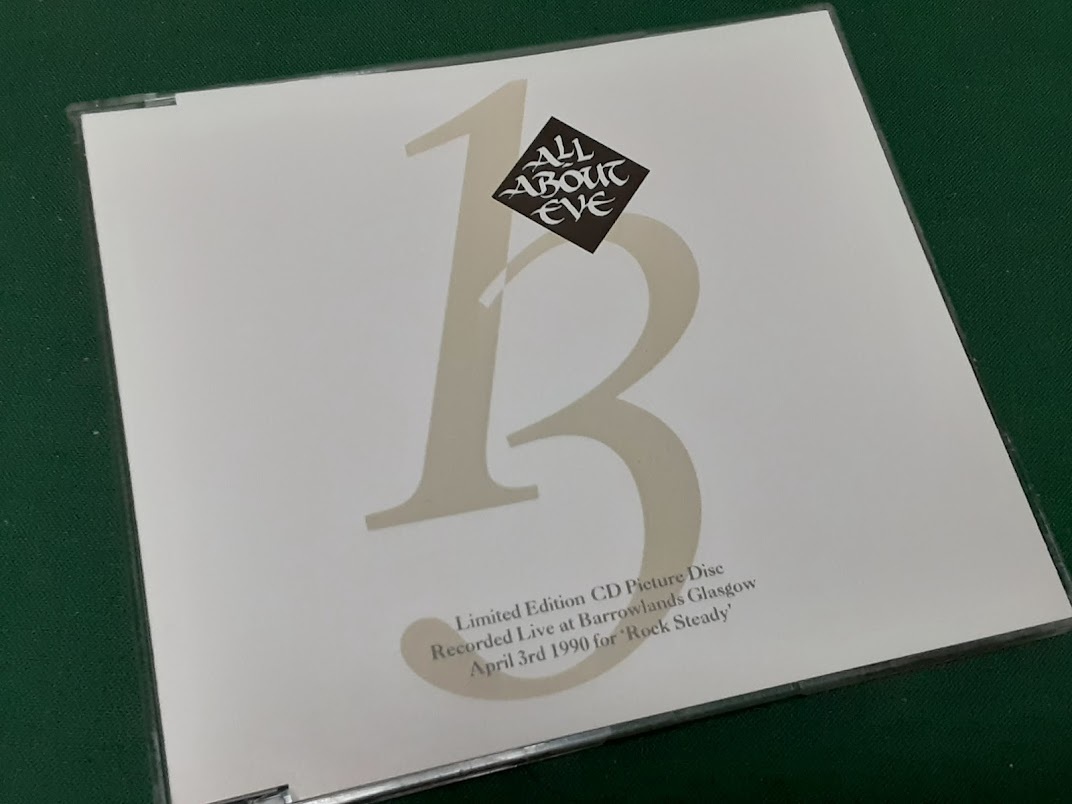 13
ALL
ABOUT
EVE
Limited Edition CD Picture Disc
Recorded Live at Barrowlands Glasgow
April 3rd 1990 for ‘Rock Steady’